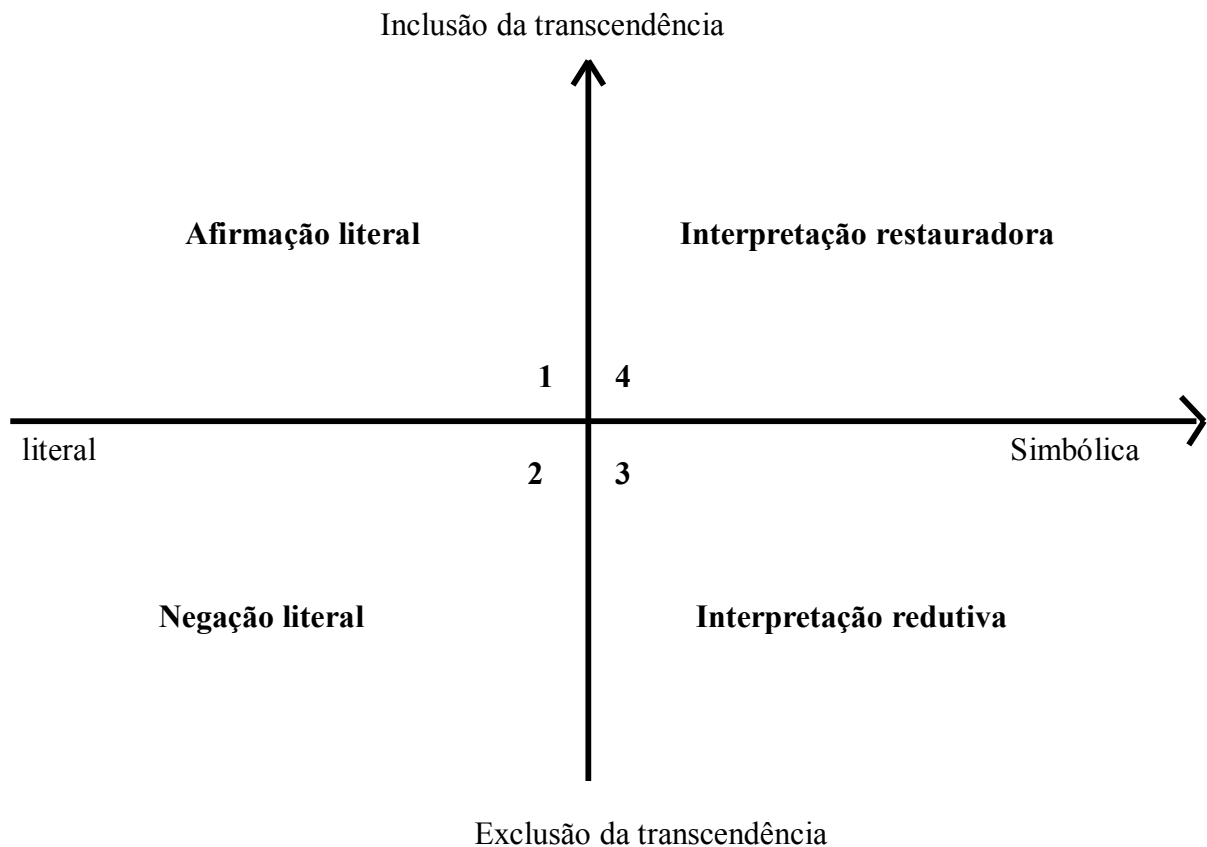 Inclusão da transcendência
Afirmação literal
Interpretação restauradora
1
4
literal
Simbólica
2
3
Negação literal
Interpretação redutiva
Exclusão da transcendência